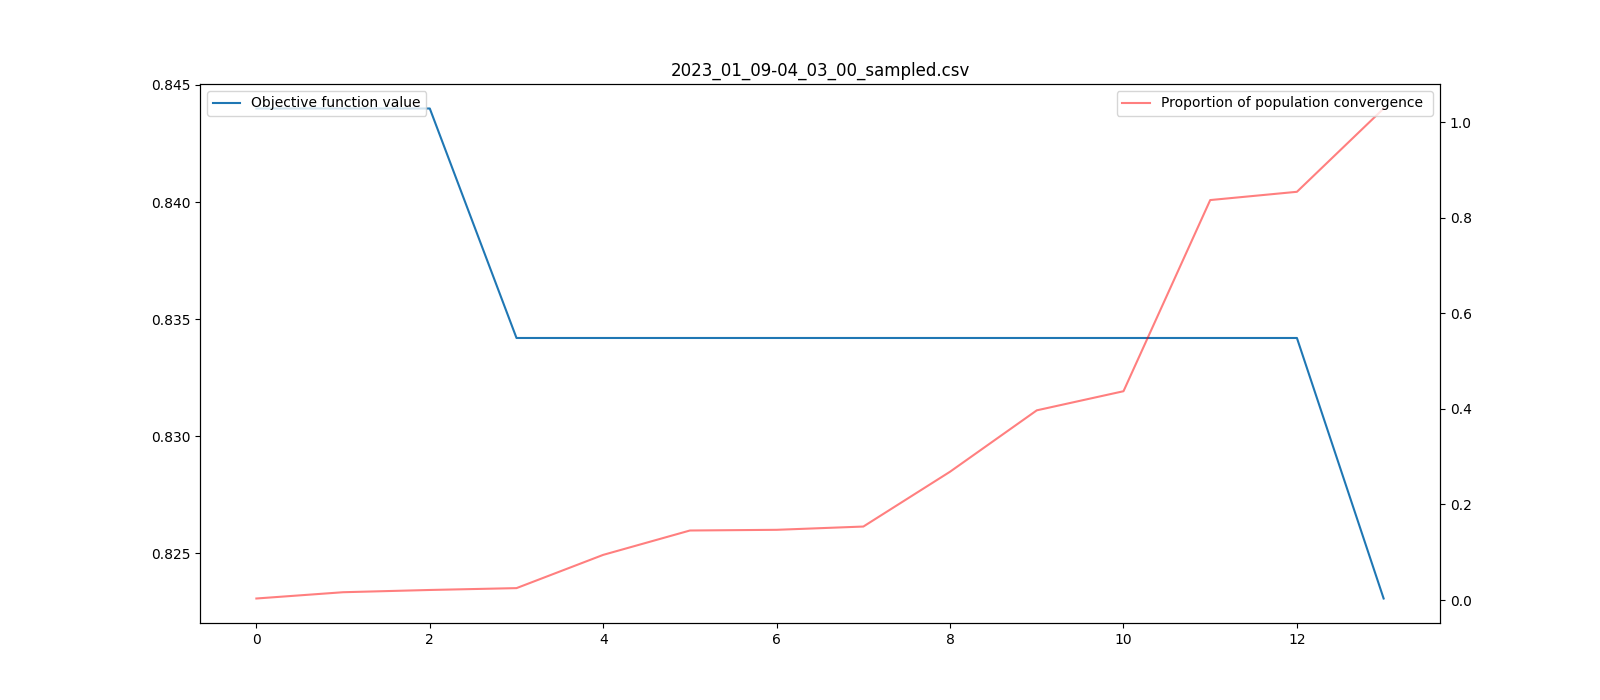 2023_01_09-04_03_00_sampled.csv
Objective function value
Proportion of population convergence
0.845
0.840
0.835
0.830
0.825
1.0
0.8
0.6
0.4
0.2
0.0
0 2 4 6 8 10 12